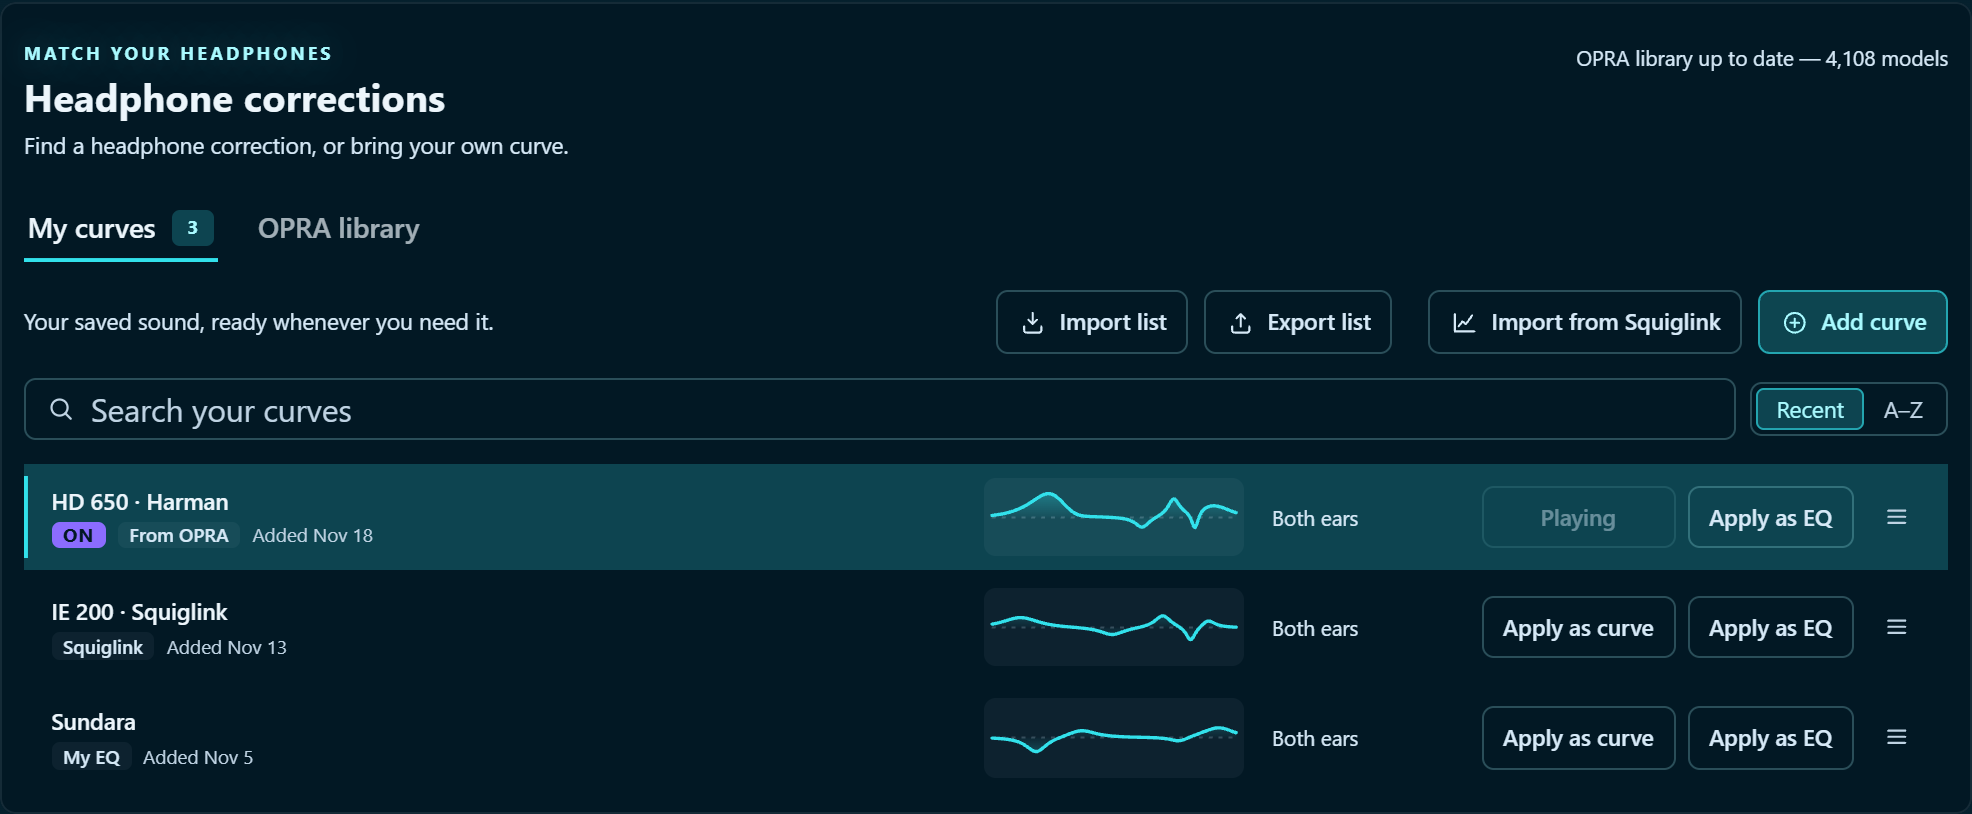 MATCH YOUR HEADPHONES
OPRA library up to date — 4,108 models
Headphone corrections
Find a headphone correction, or bring your own curve.
My curves 3 OPRA library
Your saved sound, ready whenever you need it. Import list Export list Import from Squiglink Add curve
Search your curves Recent A–Z
HD 650 · Harman
ON From OPRA Added Nov 18 Both ears Playing Apply as EQ
IE 200 · Squiglink
Squiglink Added Nov 13 Both ears Apply as curve Apply as EQ
Sundara
My EQ Added Nov 5 Both ears Apply as curve Apply as EQ